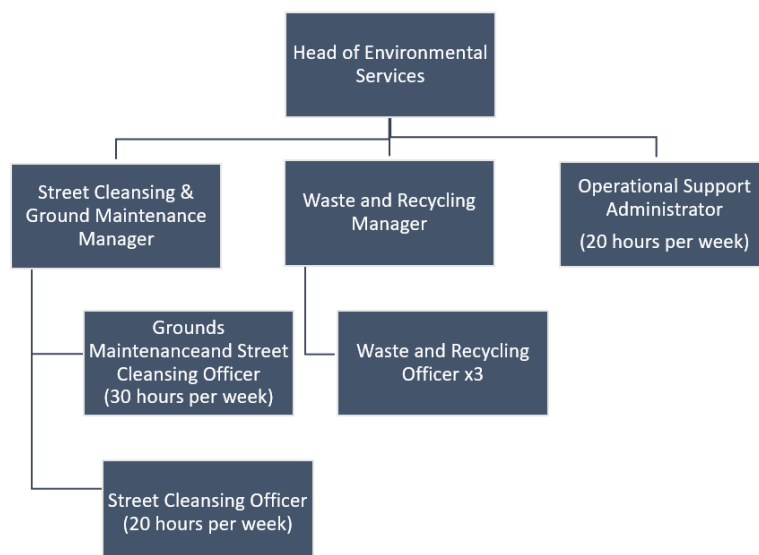 Head of Environmental
Services
Street Cleansing &
Ground Maintenance
Manager
Waste and Recycling
Manager
Operational Support
Administrator
(20 hours per week)
Grounds
Maintenanceand Street
Cleansing Officer
(30 hours per week)
Waste and Recycling
Officer x3
Street Cleansing Officer
(20 hours per week)